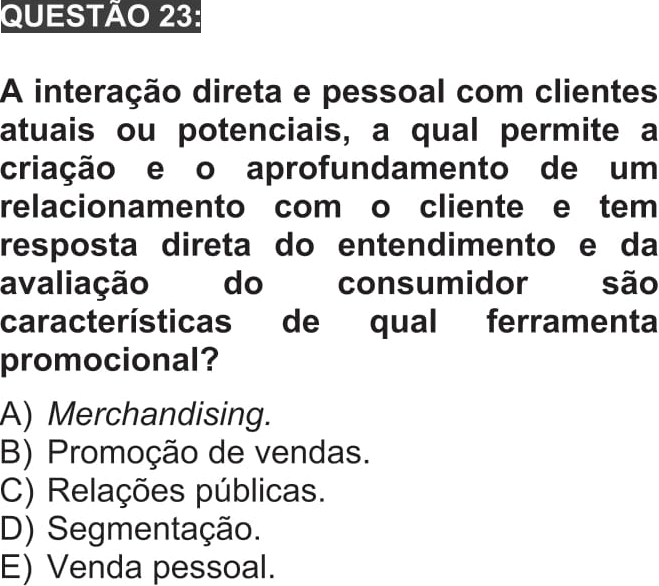 QUESTÃO 23:
A interação direta e pessoal com clientes
atuais ou potenciais, a qual permite a
criação e o aprofundamento de um
relacionamento com o cliente e tem
resposta direta do entendimento e da
avaliação do consumidor são
características de qual ferramenta
promocional?
A) Merchandising.
B) Promoção de vendas.
C) Relações públicas.
D) Segmentação.
E) Venda pessoal.